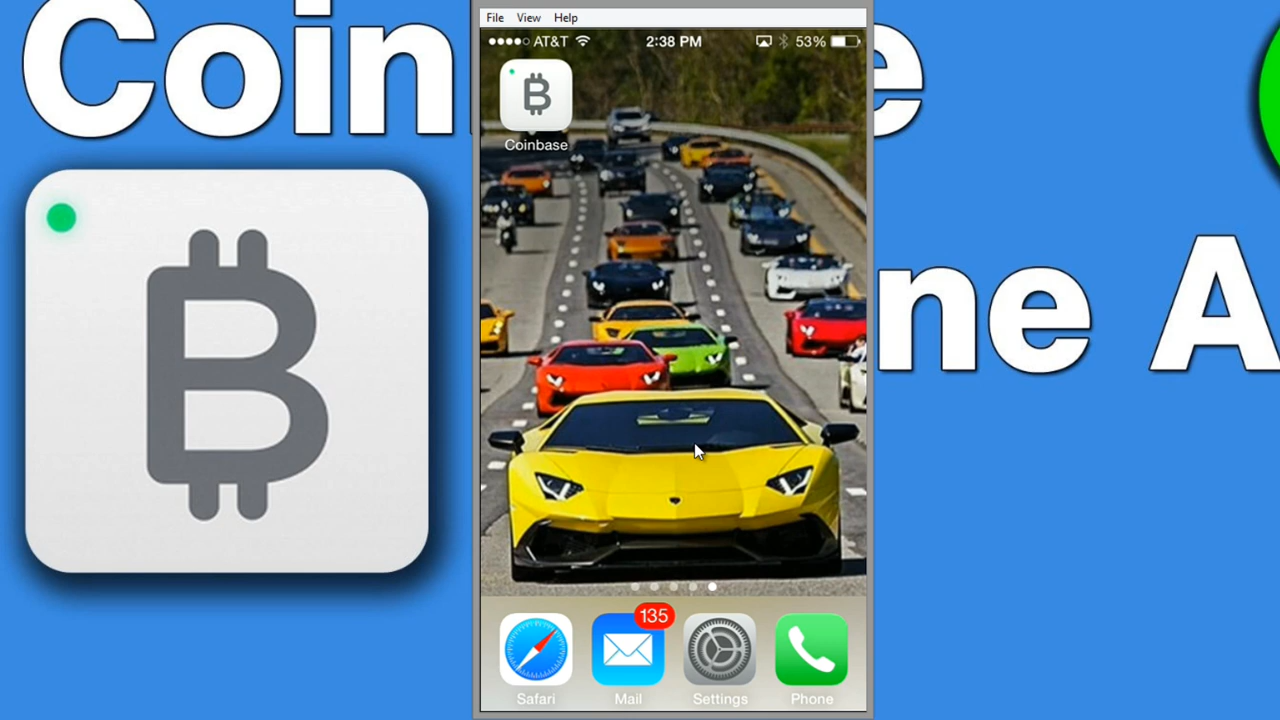 Coin
e
ne A
File View Help
AT&T 2:38 PM 53%
Coinbase
135
Safari Mail Settings Phone